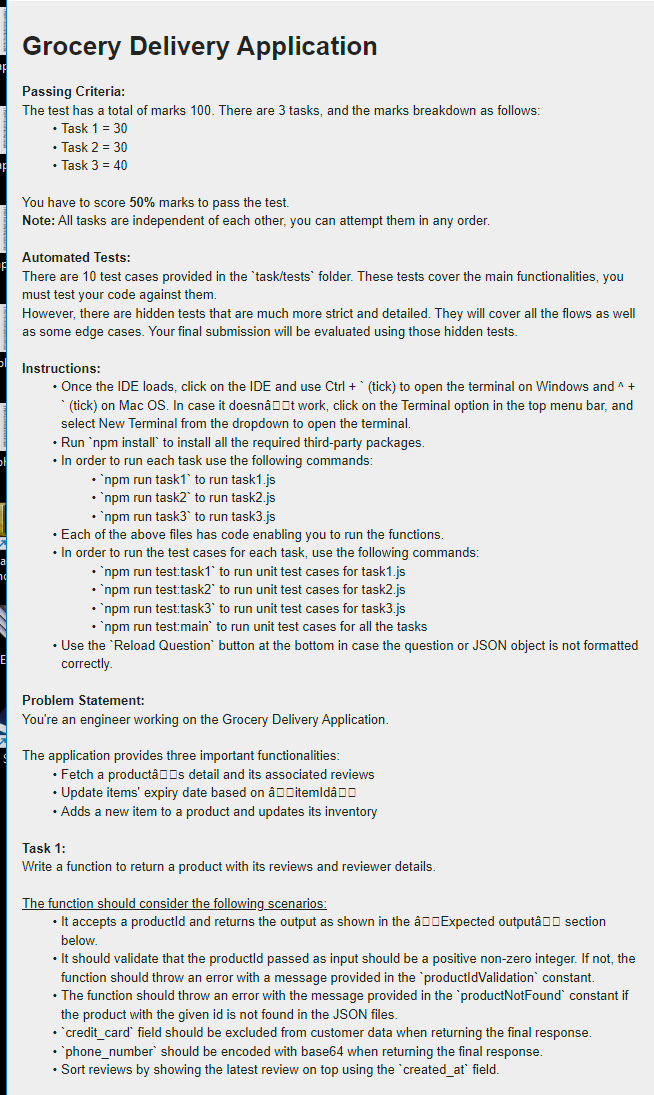 Grocery Delivery Application
Passing Criteria:
The test has a total of marks 100. There are 3 tasks, and the marks breakdown as follows:
• Task 1 = 30
• Task 2 = 30
• Task 3 = 40
You have to score 50% marks to pass the test.
Note: All tasks are independent of each other, you can attempt them in any order.
Automated Tests:
There are 10 test cases provided in the `task/tests` folder. These tests cover the main functionalities, you
must test your code against them.
However, there are hidden tests that are much more strict and detailed. They will cover all the flows as well
as some edge cases. Your final submission will be evaluated using those hidden tests.
Instructions:
• Once the IDE loads, click on the IDE and use Ctrl + ` (tick) to open the terminal on Windows and ^ +
` (tick) on Mac OS. In case it doesnâ□□t work, click on the Terminal option in the top menu bar, and
select New Terminal from the dropdown to open the terminal.
• Run `npm install` to install all the required third-party packages.
• In order to run each task use the following commands:
• `npm run task1` to run task1.js
• `npm run task2` to run task2.js
• `npm run task3` to run task3.js
• Each of the above files has code enabling you to run the functions.
• In order to run the test cases for each task, use the following commands:
• `npm run test:task1` to run unit test cases for task1.js
• `npm run test:task2` to run unit test cases for task2.js
• `npm run test:task3` to run unit test cases for task3.js
• `npm run test:main` to run unit test cases for all the tasks
• Use the `Reload Question` button at the bottom in case the question or JSON object is not formatted
correctly.
Problem Statement:
You're an engineer working on the Grocery Delivery Application.
The application provides three important functionalities:
• Fetch a productâ□□s detail and its associated reviews
• Update items' expiry date based on â□□itemIdâ□□
• Adds a new item to a product and updates its inventory
Task 1:
Write a function to return a product with its reviews and reviewer details.
The function should consider the following scenarios:
• It accepts a productId and returns the output as shown in the â□□Expected outputâ□□ section
below.
• It should validate that the productId passed as input should be a positive non-zero integer. If not, the
function should throw an error with a message provided in the `productIdValidation` constant.
• The function should throw an error with the message provided in the `productNotFound` constant if
the product with the given id is not found in the JSON files.
• `credit_card` field should be excluded from customer data when returning the final response.
• `phone_number` should be encoded with base64 when returning the final response.
• Sort reviews by showing the latest review on top using the `created_at` field.